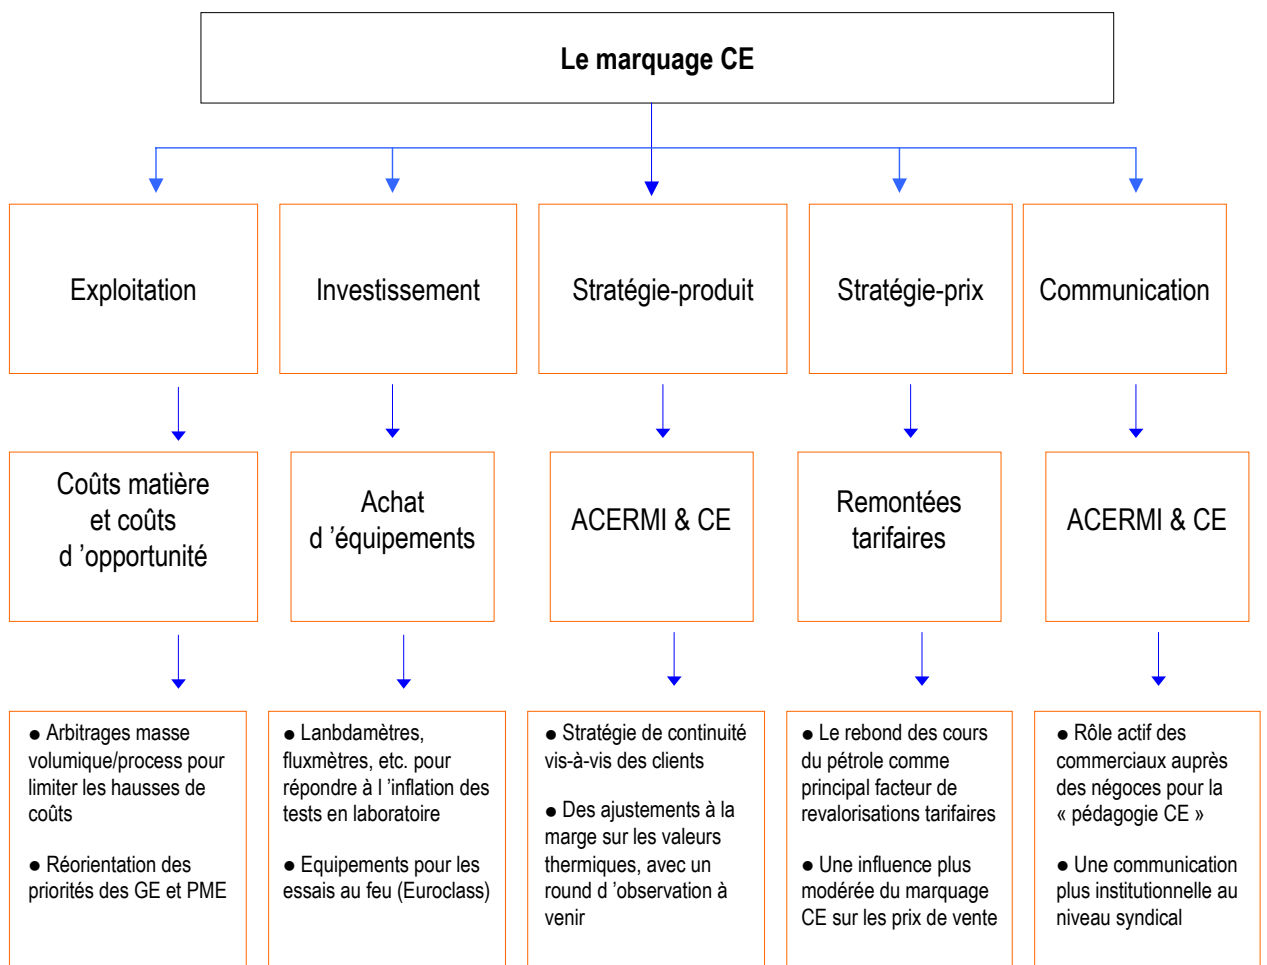 Le marquage CE
Exploitation
Investissement
Stratégie-produit
Stratégie-prix
Communication
Coûts matière
et coûts
d ’opportunité
Achat
d ’équipements
ACERMI & CE
Remontées
tarifaires
ACERMI & CE
● Arbitrages masse
volumique/process pour
limiter les hausses de
coûts
● Réorientation des
priorités des GE et PME
● Lanbdamètres,
fluxmètres, etc. pour
répondre à l ’inflation des
tests en laboratoire
● Equipements pour les
essais au feu (Euroclass)
● Stratégie de continuité
vis-à-vis des clients
● Des ajustements à la
marge sur les valeurs
thermiques, avec un
round d ’observation à
venir
● Le rebond des cours
du pétrole comme
principal facteur de
revalorisations tarifaires
● Une influence plus
modérée du marquage
CE sur les prix de vente
● Rôle actif des
commerciaux auprès
des négoces pour la
« pédagogie CE »
● Une communication
plus institutionnelle au
niveau syndical